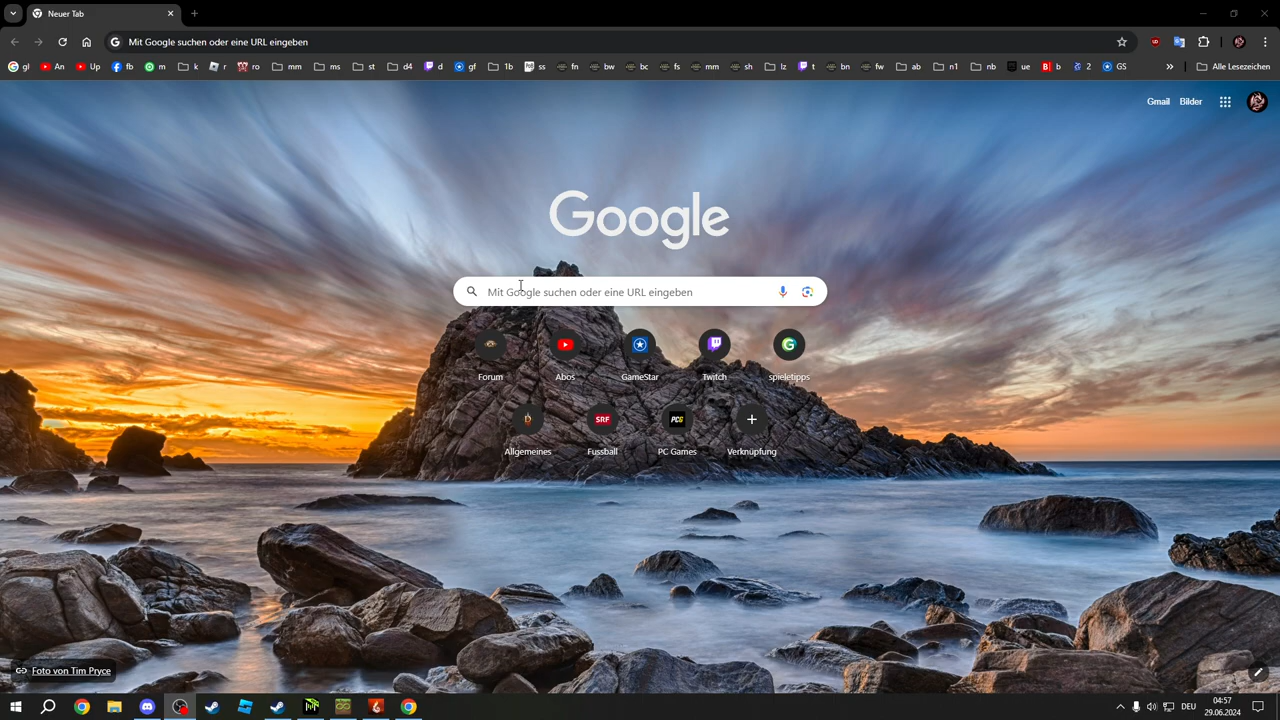 Neuer Tab
Mit Google suchen oder eine URL eingeben
gl An Up fb m k r ro mm ms st d4 d gf 1b ss fn bw bc fs mm sh lz t bn fw ab n1 nb ue b 2 GS » Alle Lesezeichen
Gmail Bilder
Google
Mit Google suchen oder eine URL eingeben
Forum Abos GameStar Twitch spieletipps
SRF PCG
Allgemeines Fussball PC Games Verknüpfung
Foto von Tim Pryce
DEU 04:57
29.06.2024